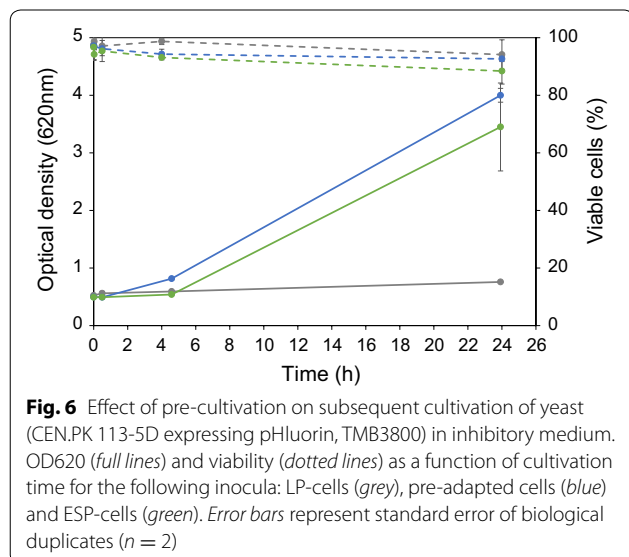 5
4
3
2
1
0
Optical density (620nm)
100
80
60
40
20
0
Viable cells (%)
0 2 4 6 8 10 12 14 16 18 20 22 24 26
Time (h)
Fig. 6 Effect of pre-cultivation on subsequent cultivation of yeast
(CEN.PK 113-5D expressing pHluorin, TMB3800) in inhibitory medium.
OD620 (full lines) and viability (dotted lines) as a function of cultivation
time for the following inocula: LP-cells (grey), pre-adapted cells (blue)
and ESP-cells (green). Error bars represent standard error of biological
duplicates (n = 2)